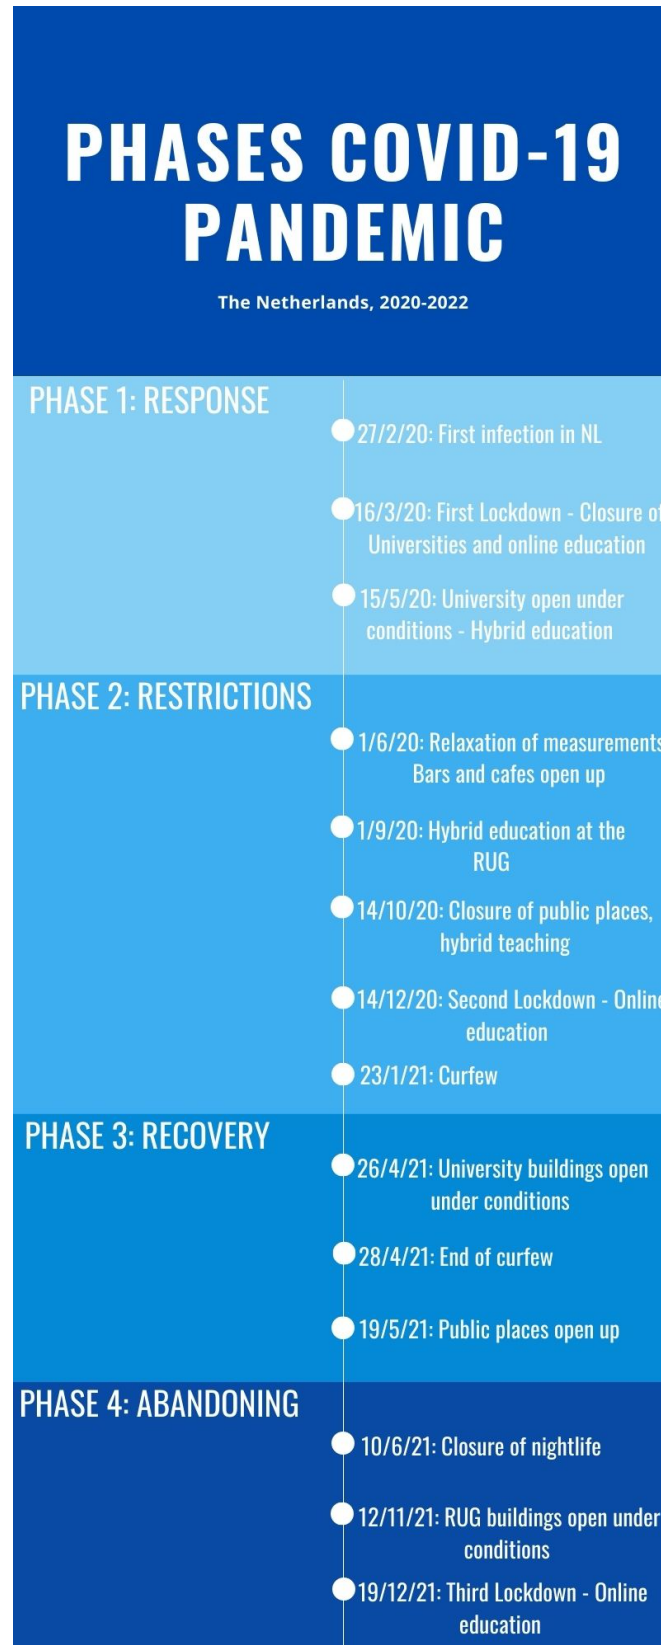 PHASES COVID-19
PANDEMIC
The Netherlands, 2020-2022
PHASE 1: RESPONSE
27/2/20: First infection in NL
16/3/20: First Lockdown - Closure of
Universities and online education
15/5/20: University open under
conditions - Hybrid education
PHASE 2: RESTRICTIONS
1/6/20: Relaxation of measurements
Bars and cafes open up
1/9/20: Hybrid education at the
RUG
14/10/20: Closure of public places,
hybrid teaching
14/12/20: Second Lockdown - Online
education
23/1/21: Curfew
PHASE 3: RECOVERY
26/4/21: University buildings open
under conditions
28/4/21: End of curfew
19/5/21: Public places open up
PHASE 4: ABANDONING
10/6/21: Closure of nightlife
12/11/21: RUG buildings open under
conditions
19/12/21: Third Lockdown - Online
education